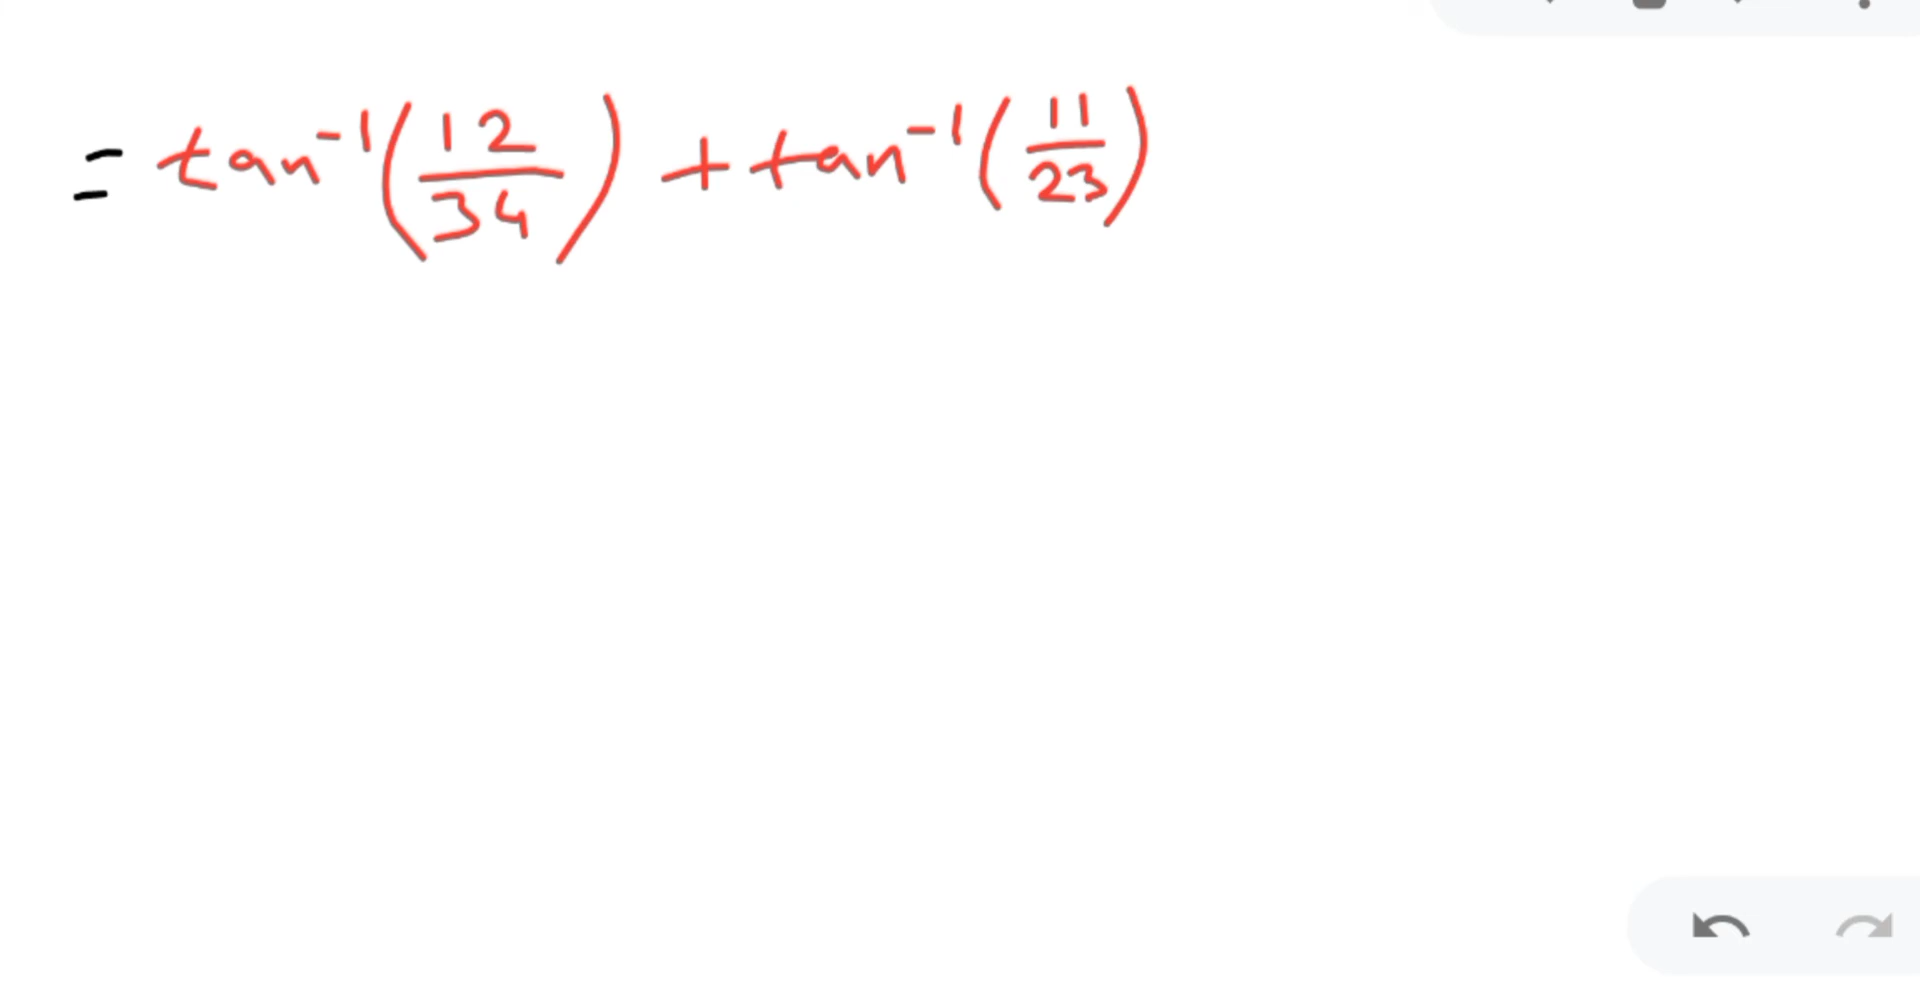 = tan⁻¹(12/34) + tan⁻¹(11/23)